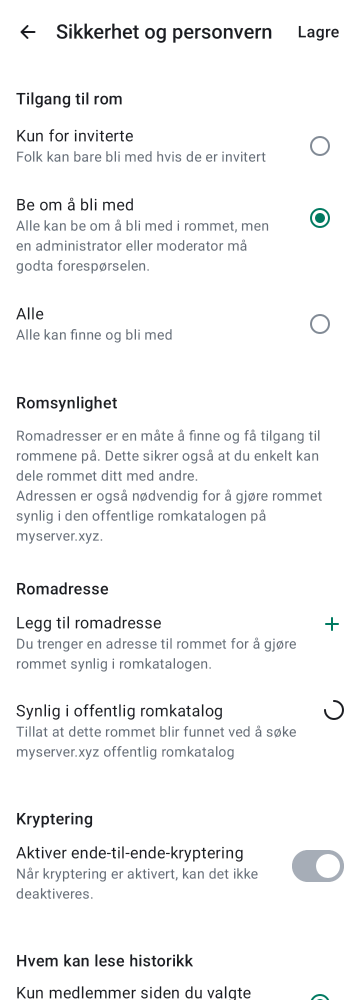 Sikkerhet og personvern
Lagre
Tilgang til rom
Kun for inviterte
Folk kan bare bli med hvis de er invitert
Be om å bli med
Alle kan be om å bli med i rommet, men
en administrator eller moderator må
godta forespørselen.
Alle
Alle kan finne og bli med
Romsynlighet
Romadresser er en måte å finne og få tilgang til
rommene på. Dette sikrer også at du enkelt kan
dele rommet ditt med andre.
Adressen er også nødvendig for å gjøre rommet
synlig i den offentlige romkatalogen på
myserver.xyz.
Romadresse
Legg til romadresse
Du trenger en adresse til rommet for å gjøre
rommet synlig i romkatalogen.
Synlig i offentlig romkatalog
Tillat at dette rommet blir funnet ved å søke
myserver.xyz offentlig romkatalog
Kryptering
Aktiver ende-til-ende-kryptering
Når kryptering er aktivert, kan det ikke
deaktiveres.
Hvem kan lese historikk
Kun medlemmer siden du valgte